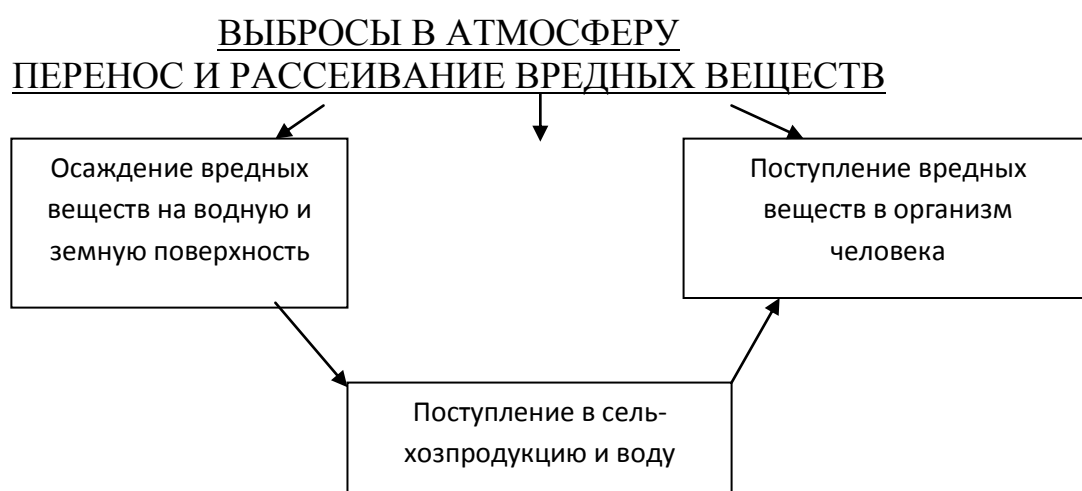 ВЫБРОСЫ В АТМОСФЕРУ
ПЕРЕНОС И РАССЕИВАНИЕ ВРЕДНЫХ ВЕЩЕСТВ
Осаждение вредных
веществ на водную и
земную поверхность
Поступление вредных
веществ в организм
человека
Поступление в сель-
хозпродукцию и воду